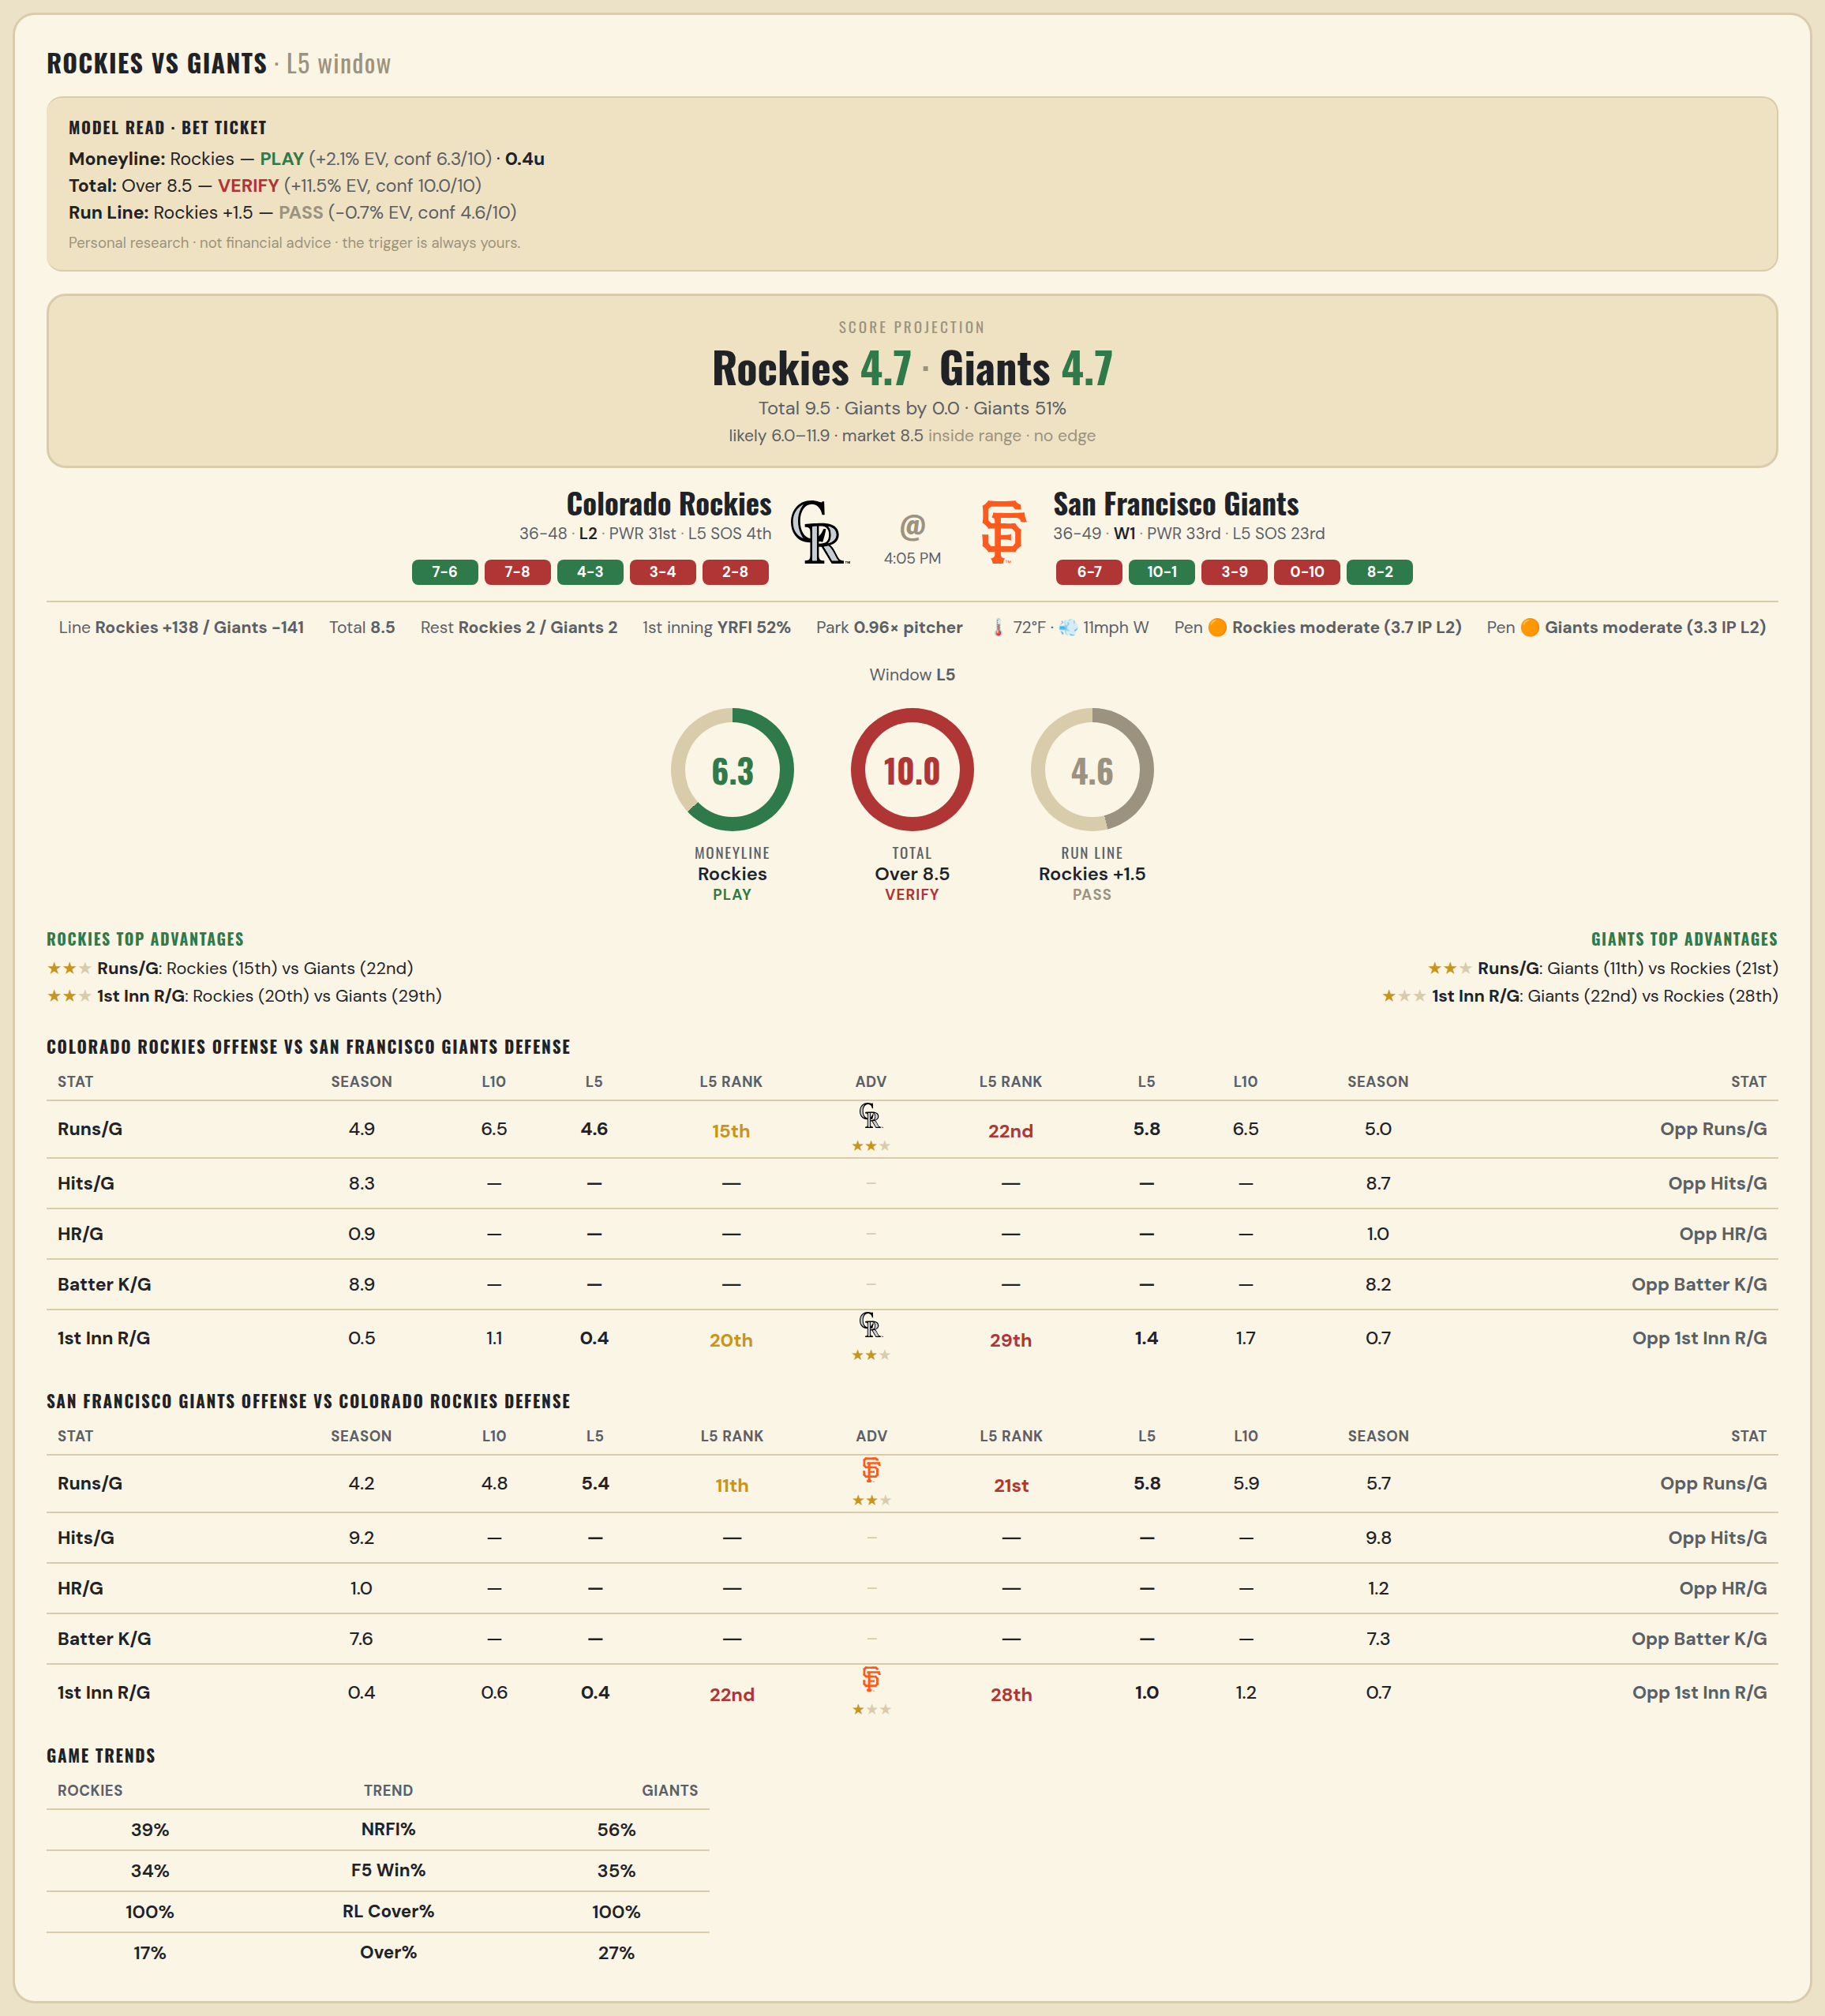 ROCKIES VS GIANTS · L5 window
MODEL READ · BET TICKET
Moneyline: Rockies — PLAY (+2.1% EV, conf 6.3/10) · 0.4u
Total: Over 8.5 — VERIFY (+11.5% EV, conf 10.0/10)
Run Line: Rockies +1.5 — PASS (−0.7% EV, conf 4.6/10)
Personal research · not financial advice · the trigger is always yours.
SCORE PROJECTION
Rockies 4.7 · Giants 4.7
Total 9.5 · Giants by 0.0 · Giants 51%
likely 6.0–11.9 · market 8.5 inside range · no edge
Colorado Rockies
36-48 · L2 · PWR 31st · L5 SOS 4th
7-6 7-8 4-3 3-4 2-8
CR
@
4:05 PM
SF
San Francisco Giants
36-49 · W1 · PWR 33rd · L5 SOS 23rd
6-7 10-1 3-9 0-10 8-2
Line Rockies +138 / Giants −141 Total 8.5 Rest Rockies 2 / Giants 2 1st inning YRFI 52% Park 0.96× pitcher 🌡️ 72°F · 💨 11mph W Pen 🟠 Rockies moderate (3.7 IP L2) Pen 🟠 Giants moderate (3.3 IP L2)
Window L5
6.3 10.0 4.6
MONEYLINE TOTAL RUN LINE
Rockies Over 8.5 Rockies +1.5
PLAY VERIFY PASS
ROCKIES TOP ADVANTAGES
★★★ Runs/G: Rockies (15th) vs Giants (22nd)
★★★ 1st Inn R/G: Rockies (20th) vs Giants (29th)
GIANTS TOP ADVANTAGES
★★★ Runs/G: Giants (11th) vs Rockies (21st)
★★★ 1st Inn R/G: Giants (22nd) vs Rockies (28th)
COLORADO ROCKIES OFFENSE VS SAN FRANCISCO GIANTS DEFENSE
STAT SEASON L10 L5 L5 RANK ADV L5 RANK L5 L10 SEASON STAT
Runs/G 4.9 6.5 4.6 15th CR ★★★ 22nd 5.8 6.5 5.0 Opp Runs/G
Hits/G 8.3 — — — – — — — 8.7 Opp Hits/G
HR/G 0.9 — — — – — — — 1.0 Opp HR/G
Batter K/G 8.9 — — — – — — — 8.2 Opp Batter K/G
1st Inn R/G 0.5 1.1 0.4 20th CR ★★★ 29th 1.4 1.7 0.7 Opp 1st Inn R/G
SAN FRANCISCO GIANTS OFFENSE VS COLORADO ROCKIES DEFENSE
STAT SEASON L10 L5 L5 RANK ADV L5 RANK L5 L10 SEASON STAT
Runs/G 4.2 4.8 5.4 11th SF ★★★ 21st 5.8 5.9 5.7 Opp Runs/G
Hits/G 9.2 — — — – — — — 9.8 Opp Hits/G
HR/G 1.0 — — — – — — — 1.2 Opp HR/G
Batter K/G 7.6 — — — – — — — 7.3 Opp Batter K/G
1st Inn R/G 0.4 0.6 0.4 22nd SF ★★★ 28th 1.0 1.2 0.7 Opp 1st Inn R/G
GAME TRENDS
ROCKIES TREND GIANTS
39% NRFI% 56%
34% F5 Win% 35%
100% RL Cover% 100%
17% Over% 27%